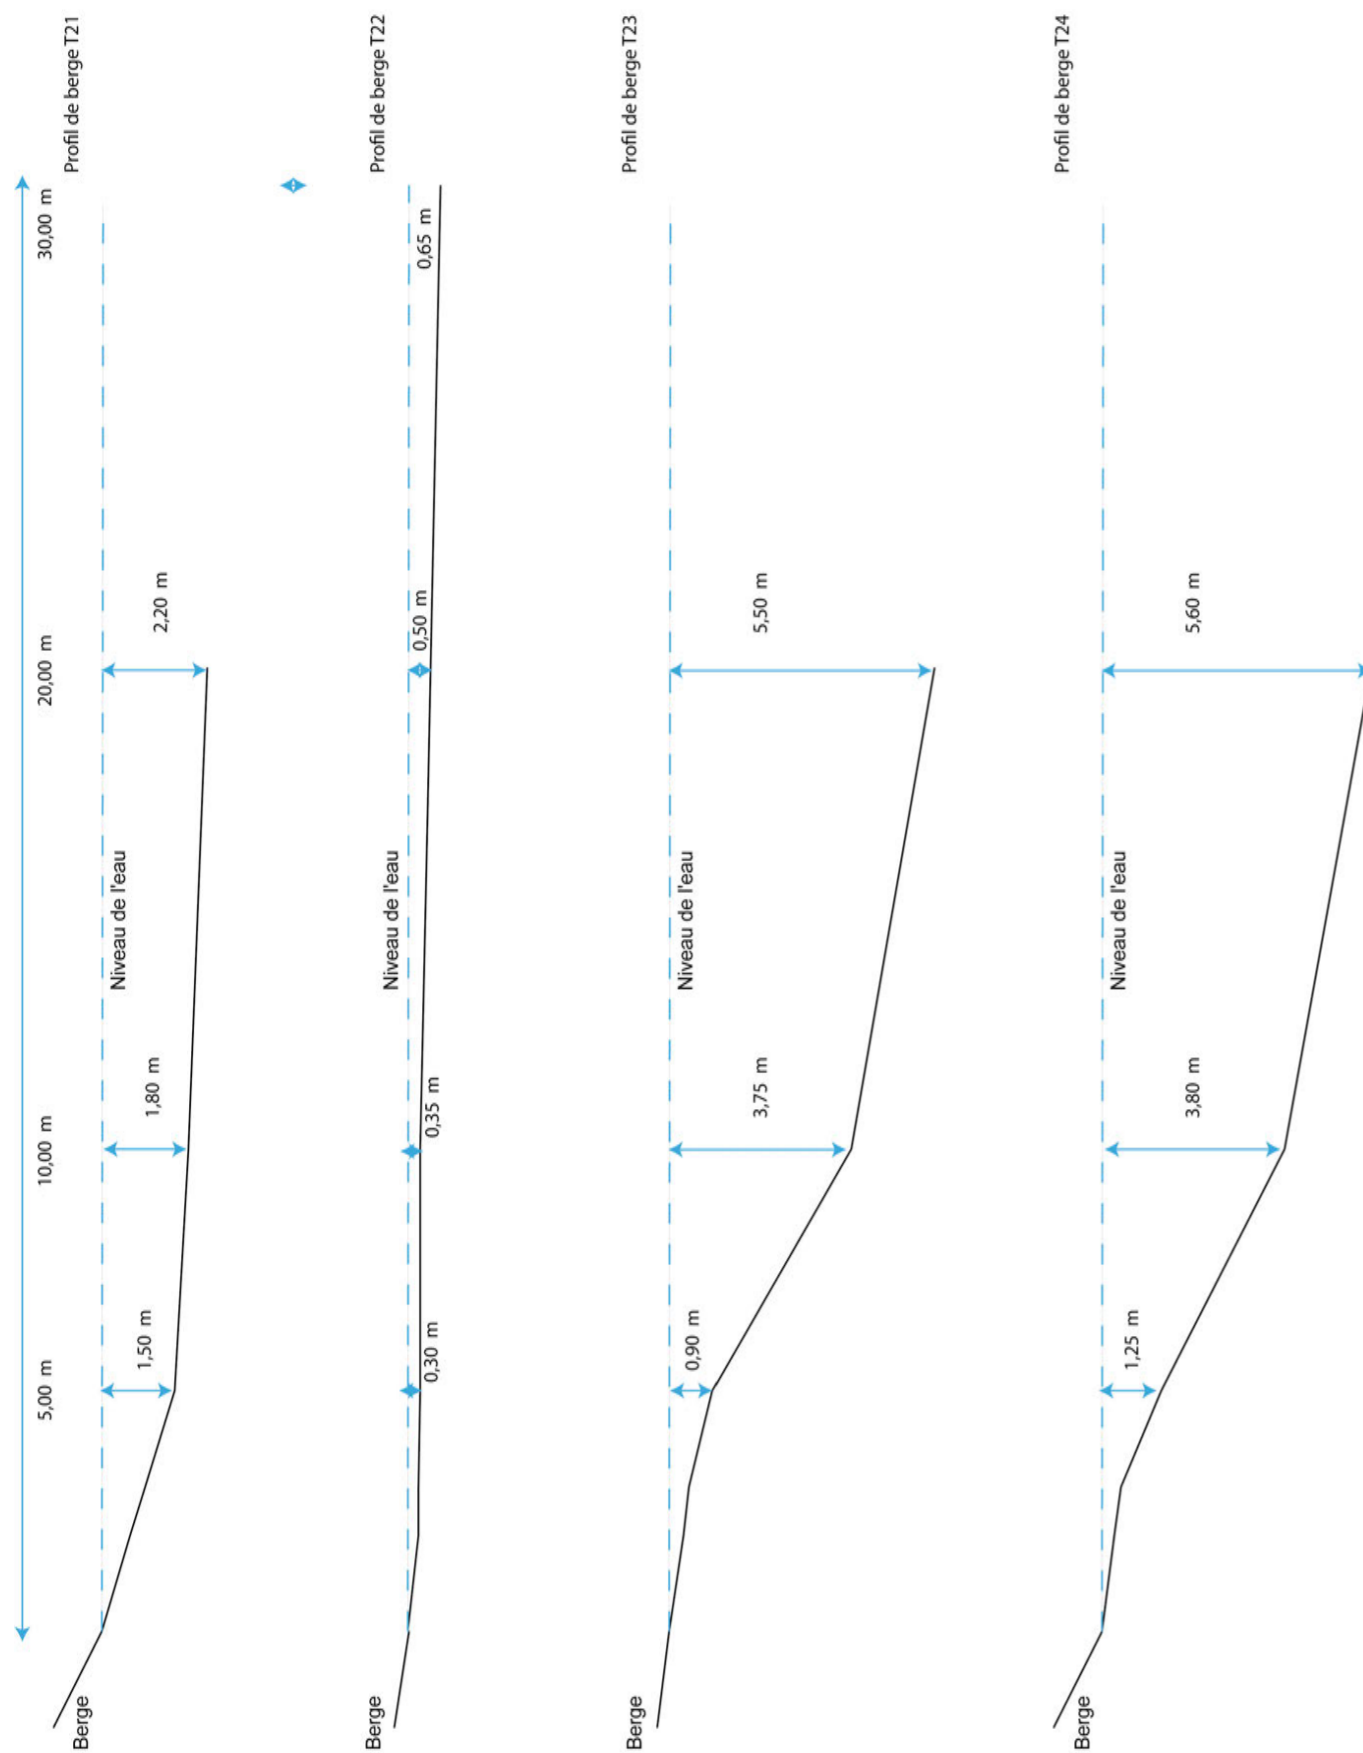 5,00 m
10,00 m
20,00 m
30,00 m
Profil de berge T21
1,50 m
1,80 m
2,20 m
Niveau de l'eau
Berge
Profil de berge T22
Niveau de l'eau
0,30 m
0,35 m
0,50 m
0,65 m
Berge
Profil de berge T23
Niveau de l'eau
0,90 m
3,75 m
5,50 m
Berge
Profil de berge T24
Niveau de l'eau
1,25 m
3,80 m
5,60 m
Berge